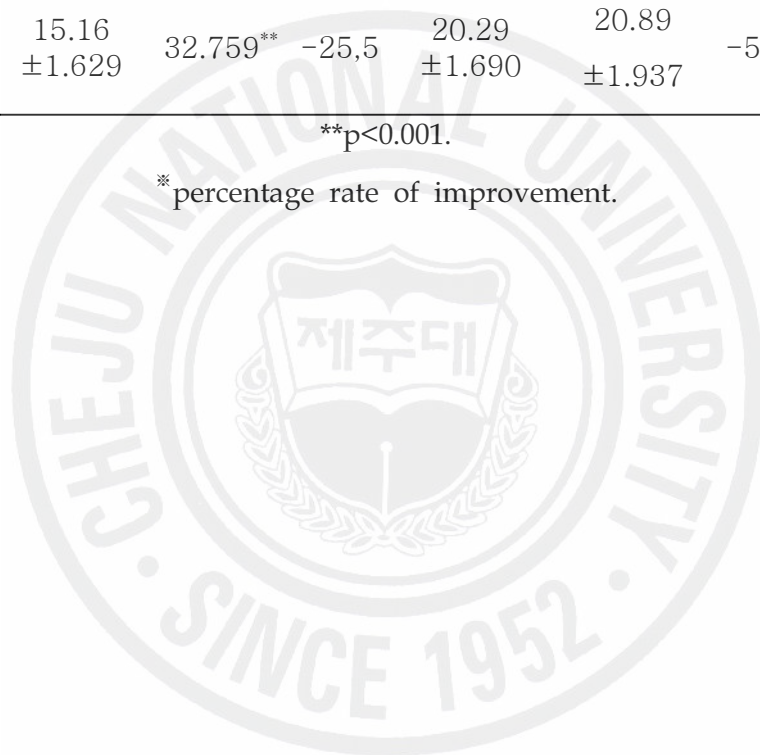 15.16 32.759** -25,5 20.29 20.89 -5
±1.629 ±1.690 ±1.937
**p<0.001.
※percentage rate of improvement.
CHEJU NATIONAL UNIVERSITY
제주대
· SINCE 1952 ·